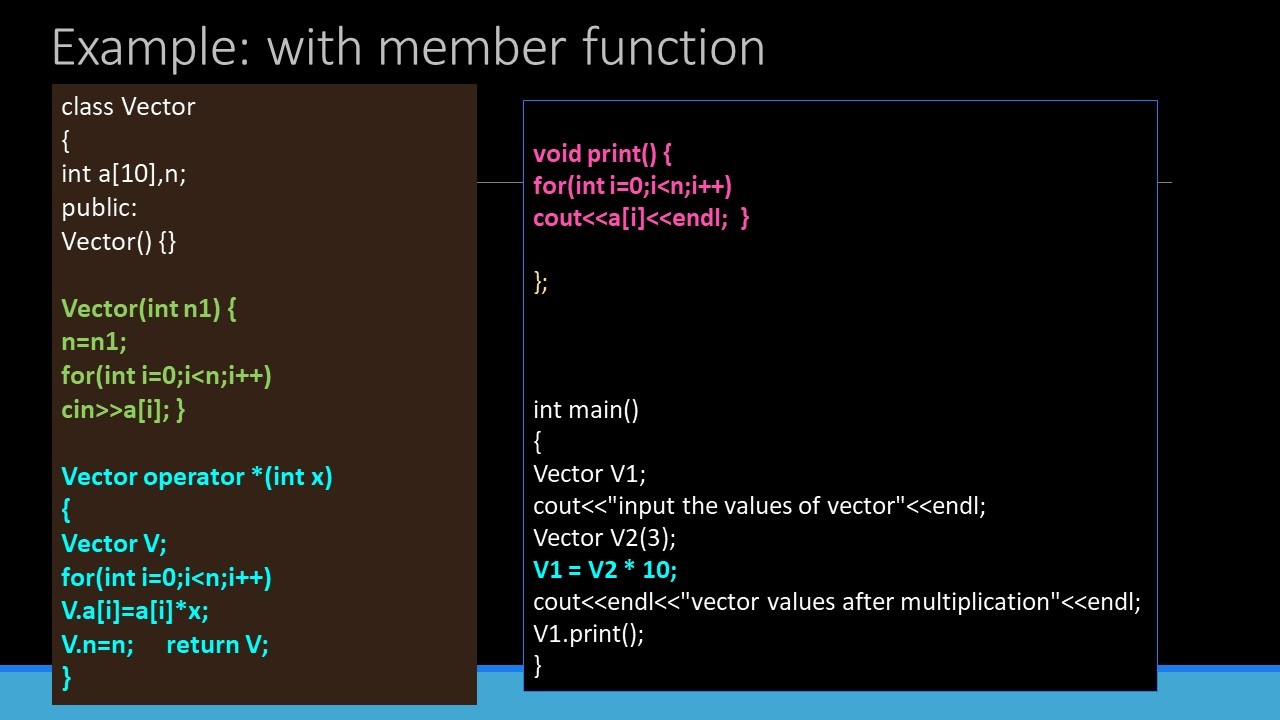 Example: with member function
class Vector
{
int a[10],n;
public:
Vector() {}
Vector(int n1) {
n=n1;
for(int i=0;i<n;i++)
cin>>a[i]; }
Vector operator *(int x)
{
Vector V;
for(int i=0;i<n;i++)
V.a[i]=a[i]*x;
V.n=n; return V;
}
void print() {
for(int i=0;i<n;i++)
cout<<a[i]<<endl; }
};
int main()
{
Vector V1;
cout<<"input the values of vector"<<endl;
Vector V2(3);
V1 = V2 * 10;
cout<<endl<<"vector values after multiplication"<<endl;
V1.print();
}